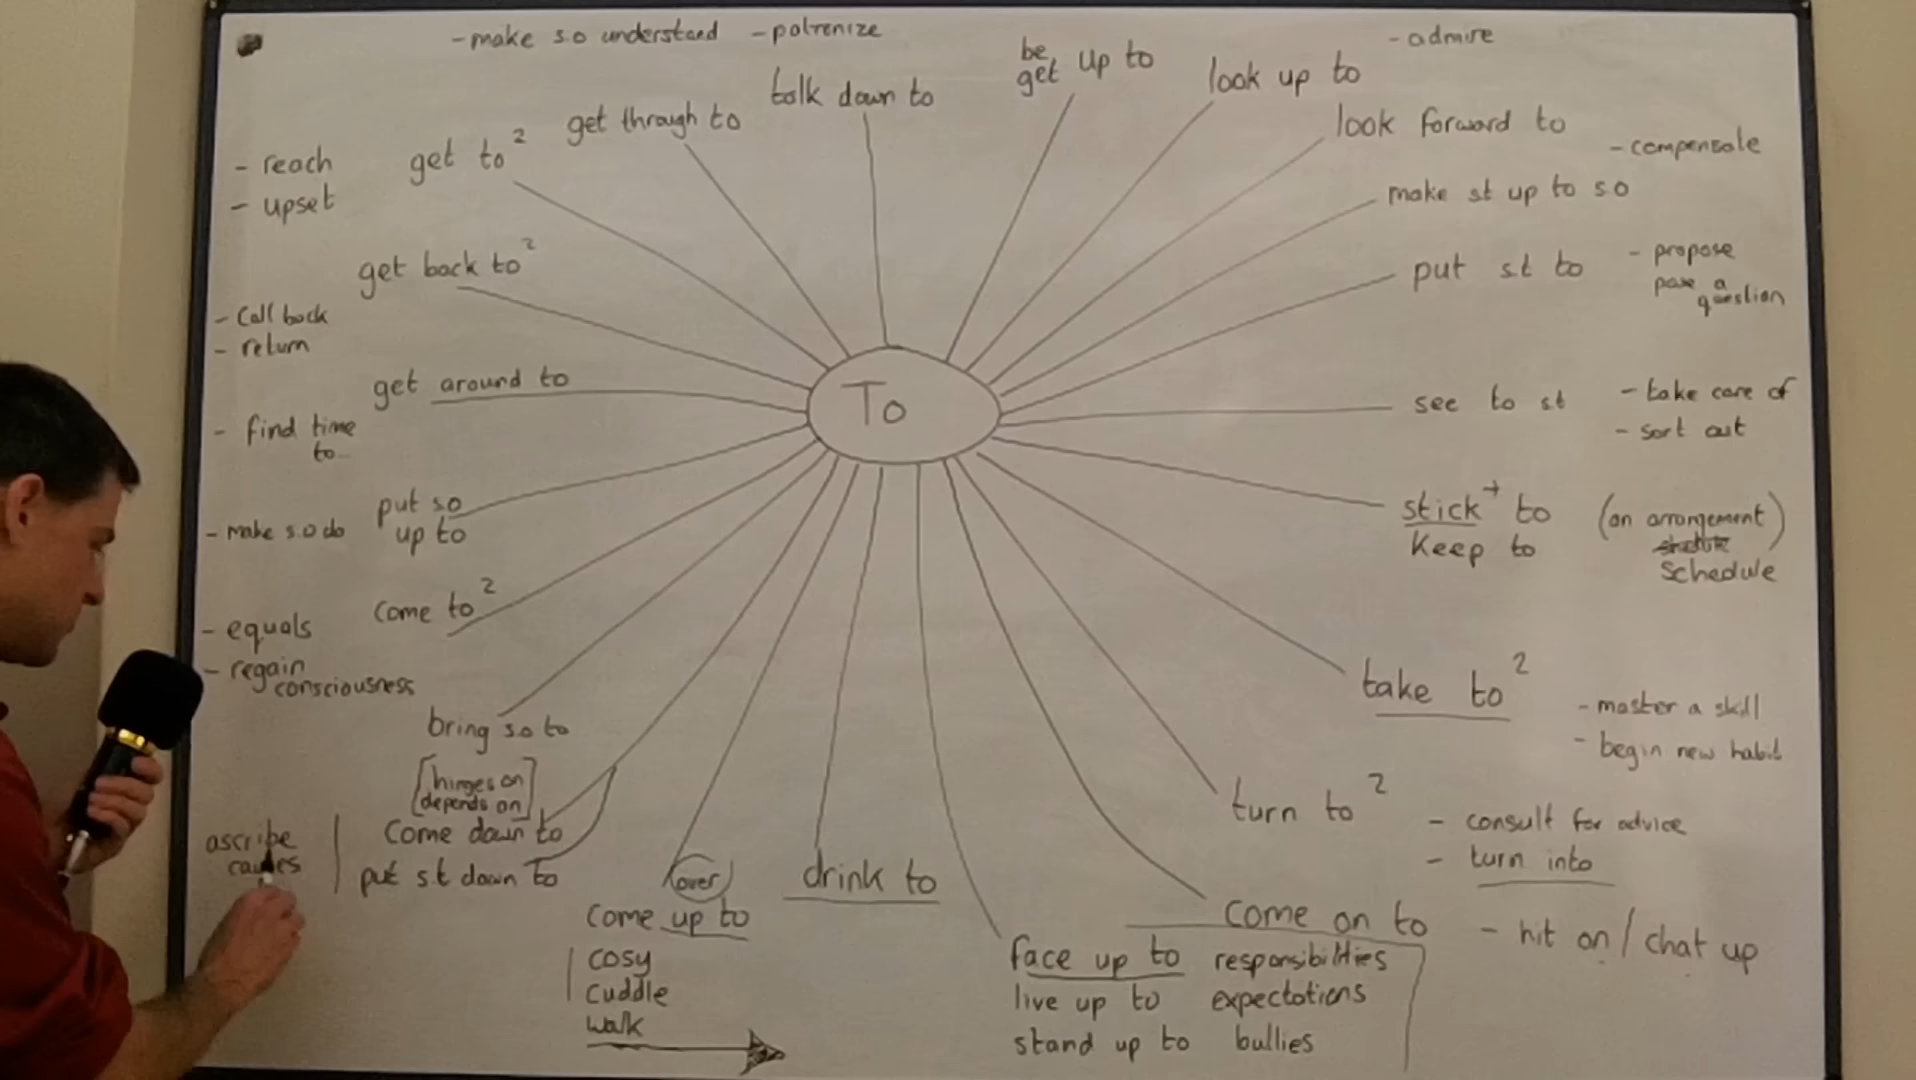 - make s.o understand - patronize
- admire
be
get up to
look up to
talk down to
get through to
look forward to
get to 2
- reach
- upset
- compensate
make st up to s.o
get back to 2
- call back
- return
put s.t to
- propose
pose a
question
get around to
- find time
to..
To
see to st
- take care of
- sort out
put s.o
up to
- make s.o do
stick to
keep to
(an arrangement)
schedule
come to 2
- equals
- regain
consciousness
take to 2
- master a skill
- begin new habit
bring s.o to
[hinges on
depends on]
come down to
put s.t down to
ascribe
causes
turn to 2
- consult for advice
- turn into
(over)
come up to
cosy
cuddle
walk
drink to
come on to - hit on / chat up
face up to responsibilities
live up to expectations
stand up to bullies